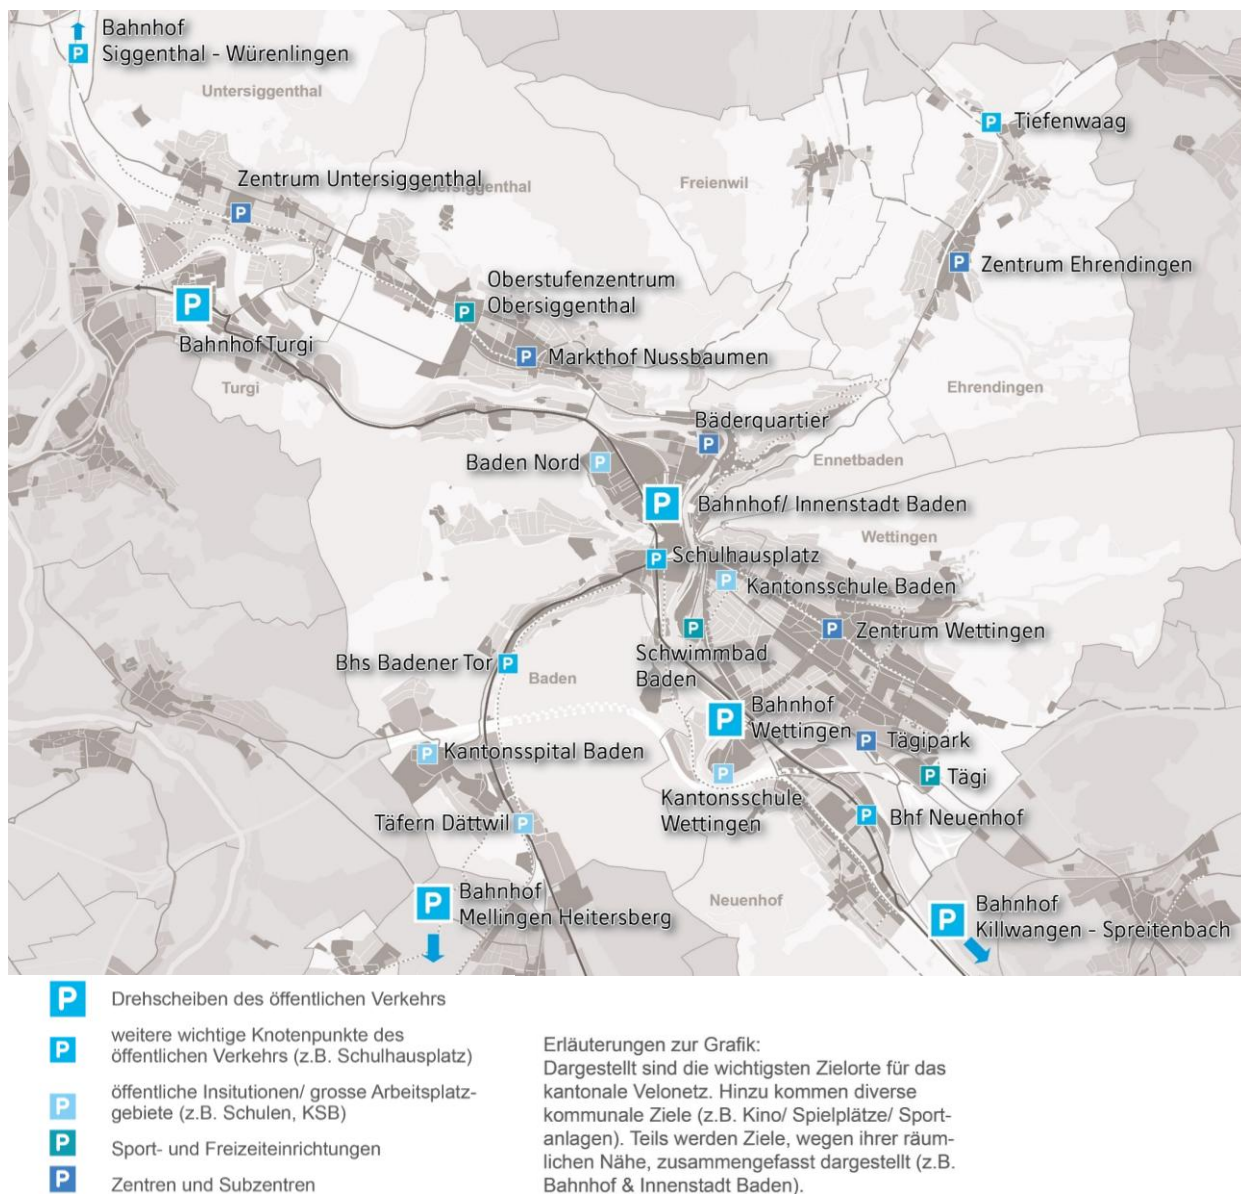 Bahnhof
Siggenthal - Würenlingen
Untersiggenthal
P
P
Tiefenwaag
Zentrum Untersiggenthal
Obersiggenthal
Freienwil
P
Oberstufenzentrum
Obersiggenthal
P
Zentrum Ehrendingen
P
P
Bahnhof Turgi
P
Markthof Nussbaumen
Turgi
Ehrendingen
Bäderquartier
P
Baden Nord
P
Ennetbaden
P
Bahnhof/ Innenstadt Baden
Wettingen
P
Schulhausplatz
P
Kantonsschule Baden
P
Schwimmbad
Baden
P
Zentrum Wettingen
Bhs Badener Tor
P
Baden
P
Bahnhof
Wettingen
P
Kantonsspital Baden
P
Tägipark
P
Kantonsschule
Wettingen
P
Tägi
Täfern Dättwil
P
P
Bhf Neuenhof
P
Bahnhof
Mellingen Heitersberg
Neuenhof
P
Bahnhof
Killwangen - Spreitenbach
P
Drehscheiben des öffentlichen Verkehrs
P
weitere wichtige Knotenpunkte des
öffentlichen Verkehrs (z.B. Schulhausplatz)
P
öffentliche Insitutionen/ grosse Arbeitsplatz-
gebiete (z.B. Schulen, KSB)
P
Sport- und Freizeiteinrichtungen
P
Zentren und Subzentren
Erläuterungen zur Grafik:
Dargestellt sind die wichtigsten Zielorte für das
kantonale Velonetz. Hinzu kommen diverse
kommunale Ziele (z.B. Kino/ Spielplätze/ Sport-
anlagen). Teils werden Ziele, wegen ihrer räum-
lichen Nähe, zusammengefasst dargestellt (z.B.
Bahnhof & Innenstadt Baden).